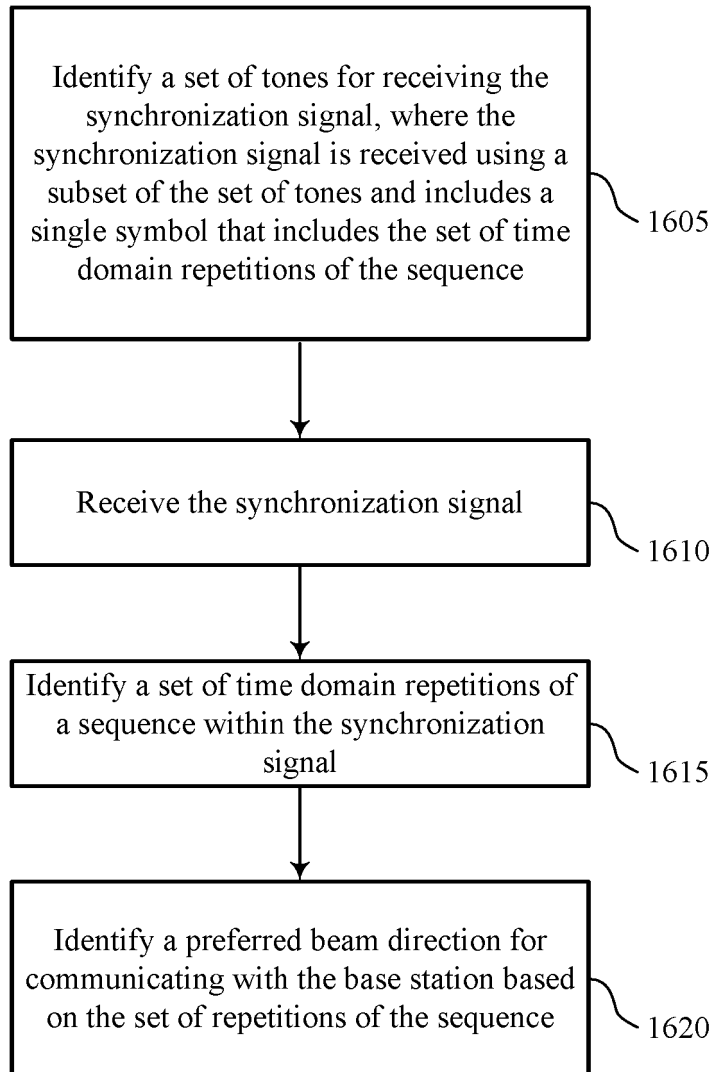 Identify a set of tones for receiving the
synchronization signal, where the
synchronization signal is received using a
subset of the set of tones and includes a
single symbol that includes the set of time
domain repetitions of the sequence
1605
Receive the synchronization signal
1610
Identify a set of time domain repetitions of
a sequence within the synchronization
signal
1615
Identify a preferred beam direction for
communicating with the base station based
on the set of repetitions of the sequence
1620